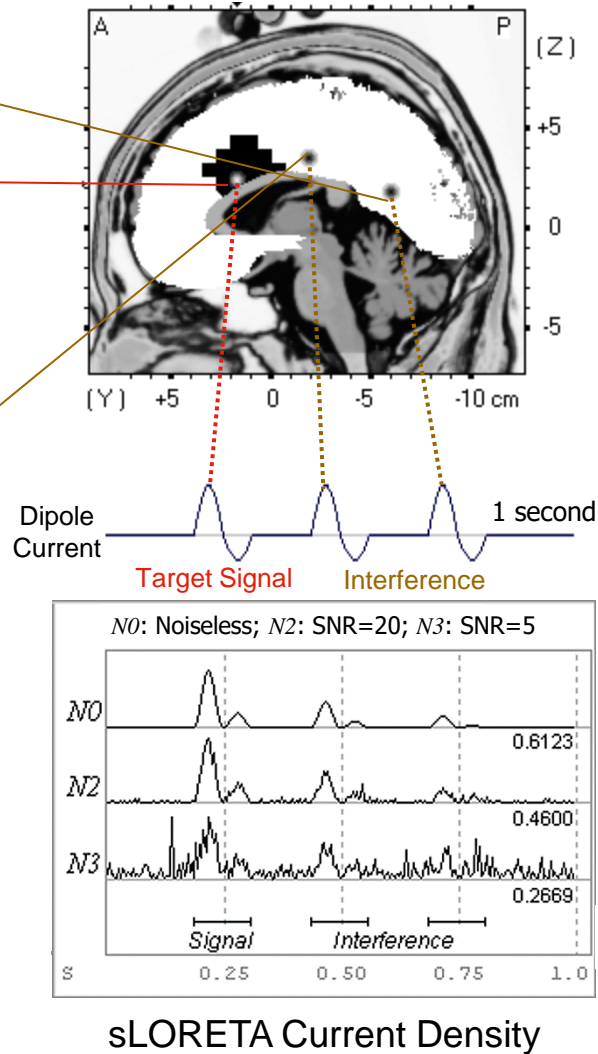 A P
(Z)
+5
0
-5
(Y) +5 0 -5 -10 cm
Dipole
Current
1 second
Target Signal Interference
N0: Noiseless; N2: SNR=20; N3: SNR=5
N0
0.6123
N2
0.4600
N3
0.2669
Signal Interference
S 0.25 0.50 0.75 1.0
sLORETA Current Density